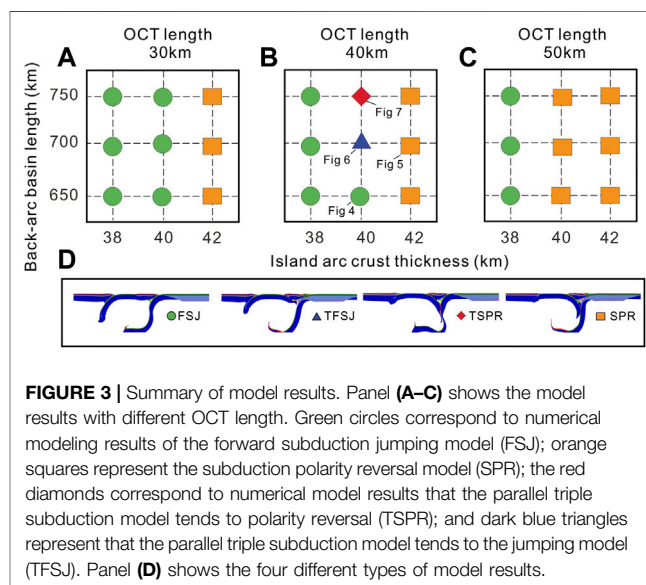 OCT length
30km
OCT length
40km
OCT length
50km
A
B
C
Back-arc basin length (km)
750
700
650
Fig 7
Fig 6
Fig 5
Fig 4
38 40 42
38 40 42
38 40 42
D
Island arc crust thickness (km)
FSJ
TFSJ
TSPR
SPR
FIGURE 3 | Summary of model results. Panel (A–C) shows the model
results with different OCT length. Green circles correspond to numerical
modeling results of the forward subduction jumping model (FSJ); orange
squares represent the subduction polarity reversal model (SPR); the red
diamonds correspond to numerical model results that the parallel triple
subduction model tends to polarity reversal (TSPR); and dark blue triangles
represent that the parallel triple subduction model tends to the jumping model
(TFSJ). Panel (D) shows the four different types of model results.